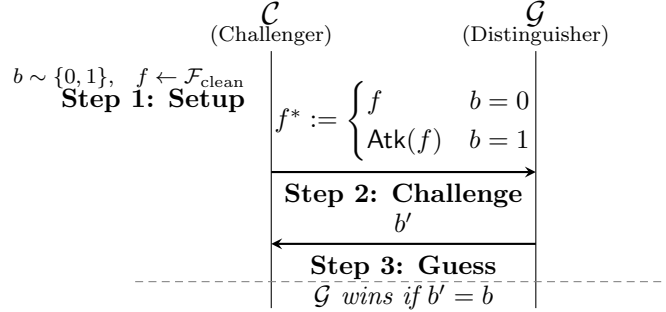 𝒞 𝒢
(Challenger) (Distinguisher)
b ∼ {0, 1}, f ← ℱ_clean
Step 1: Setup
f* := { f b = 0
Atk(f) b = 1
Step 2: Challenge
b′
Step 3: Guess
𝒢 wins if b′ = b